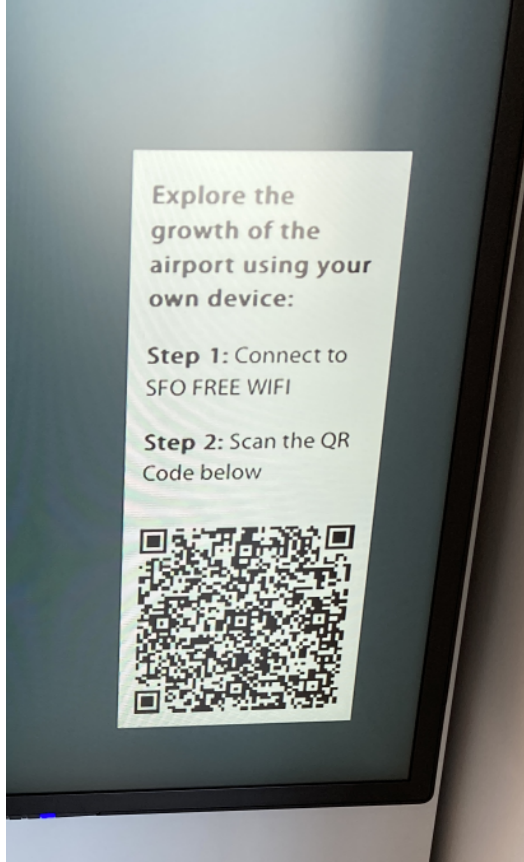 Explore the
growth of the
airport using your
own device:
Step 1: Connect to
SFO FREE WIFI
Step 2: Scan the QR
Code below